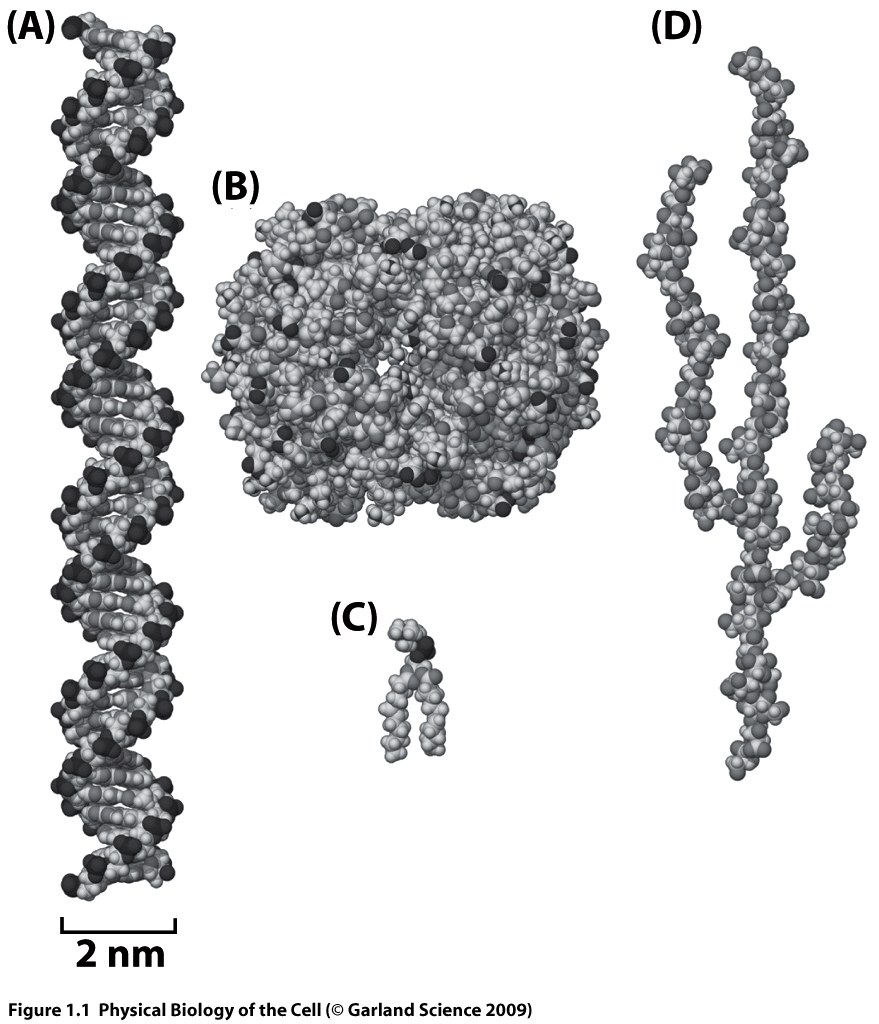 (A)
(D)
(B)
(C)
2 nm
Figure 1.1 Physical Biology of the Cell (© Garland Science 2009)